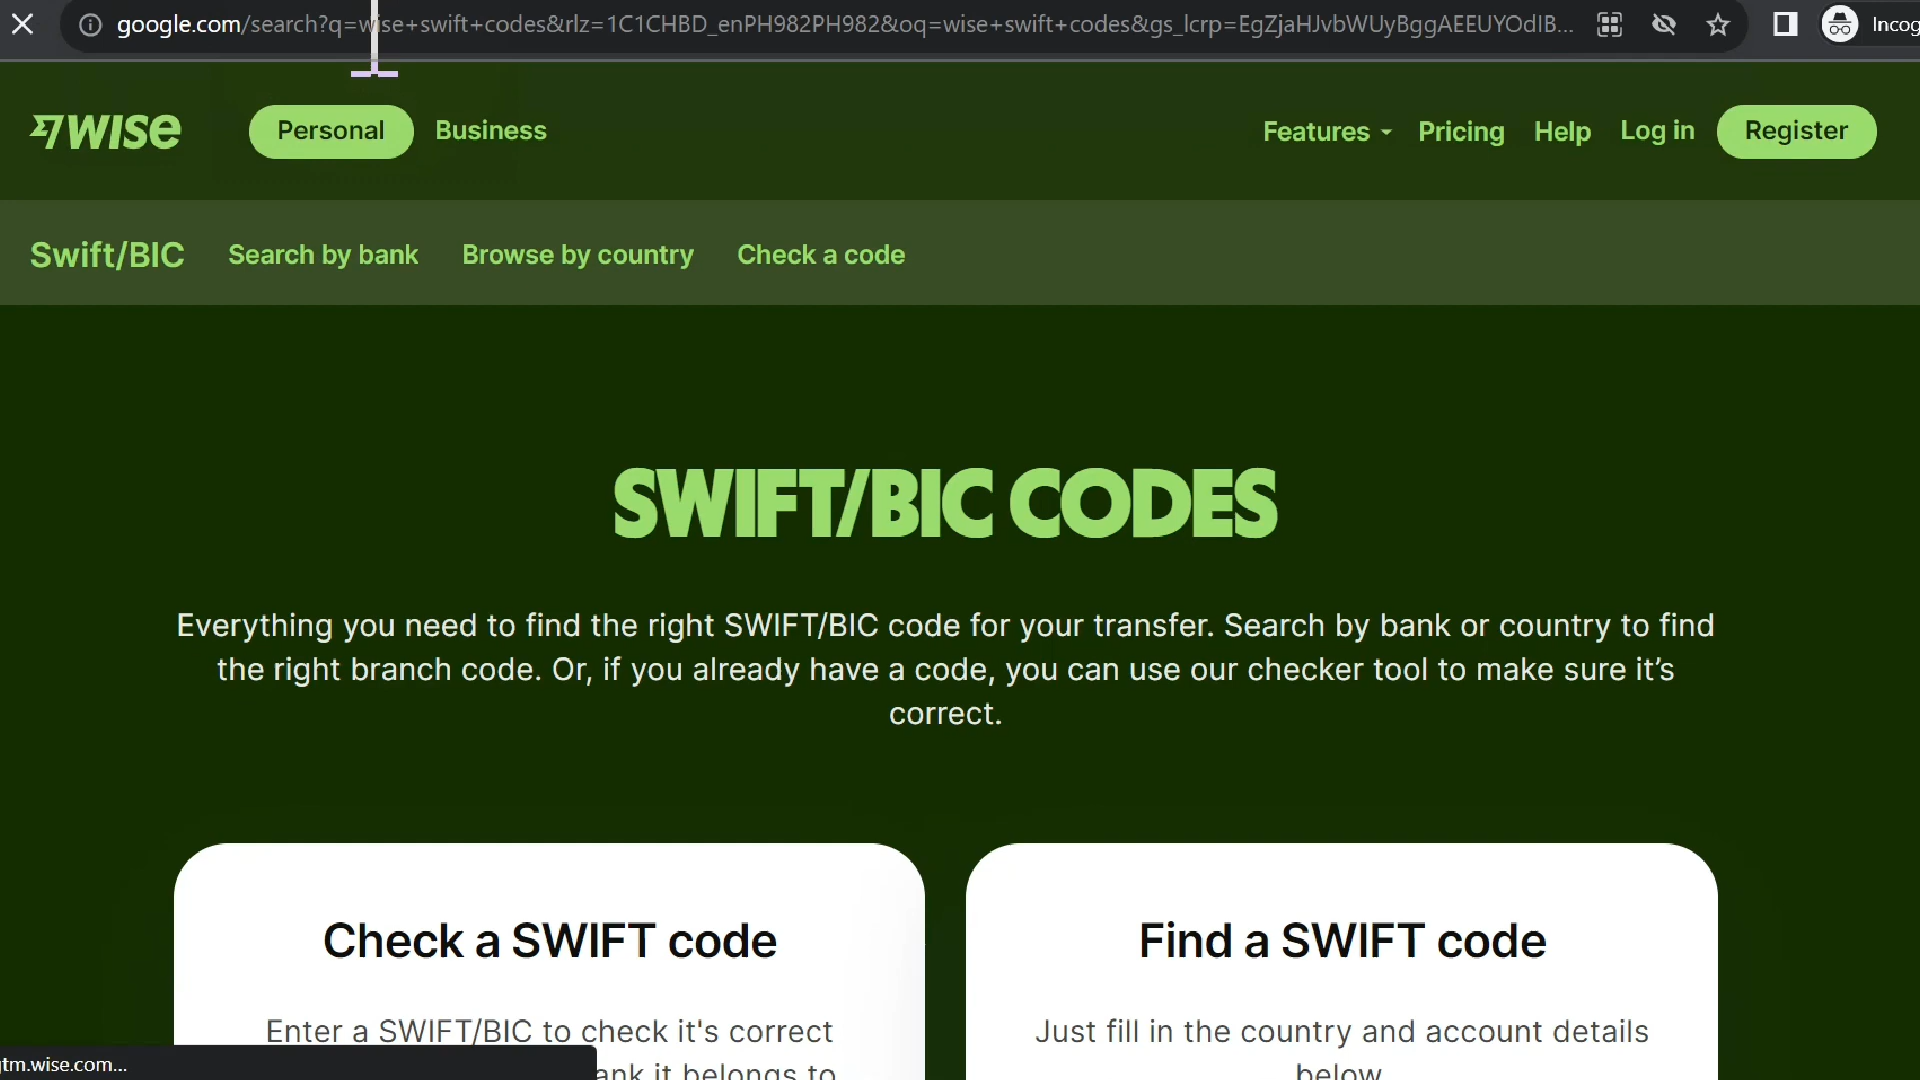 google.com/search?q=wise+swift+codes&rlz=1C1CHBD_enPH982PH982&oq=wise+swift+codes&gs_lcrp=EgZjaHJvbWUyBggAEEUYOdIB...
Incog
WISE Personal Business Features Pricing Help Log in Register
Swift/BIC Search by bank Browse by country Check a code
SWIFT/BIC CODES
Everything you need to find the right SWIFT/BIC code for your transfer. Search by bank or country to find
the right branch code. Or, if you already have a code, you can use our checker tool to make sure it’s
correct.
Check a SWIFT code
Enter a SWIFT/BIC to check it's correct
ank it belongs to
Find a SWIFT code
Just fill in the country and account details
below
gtm.wise.com...